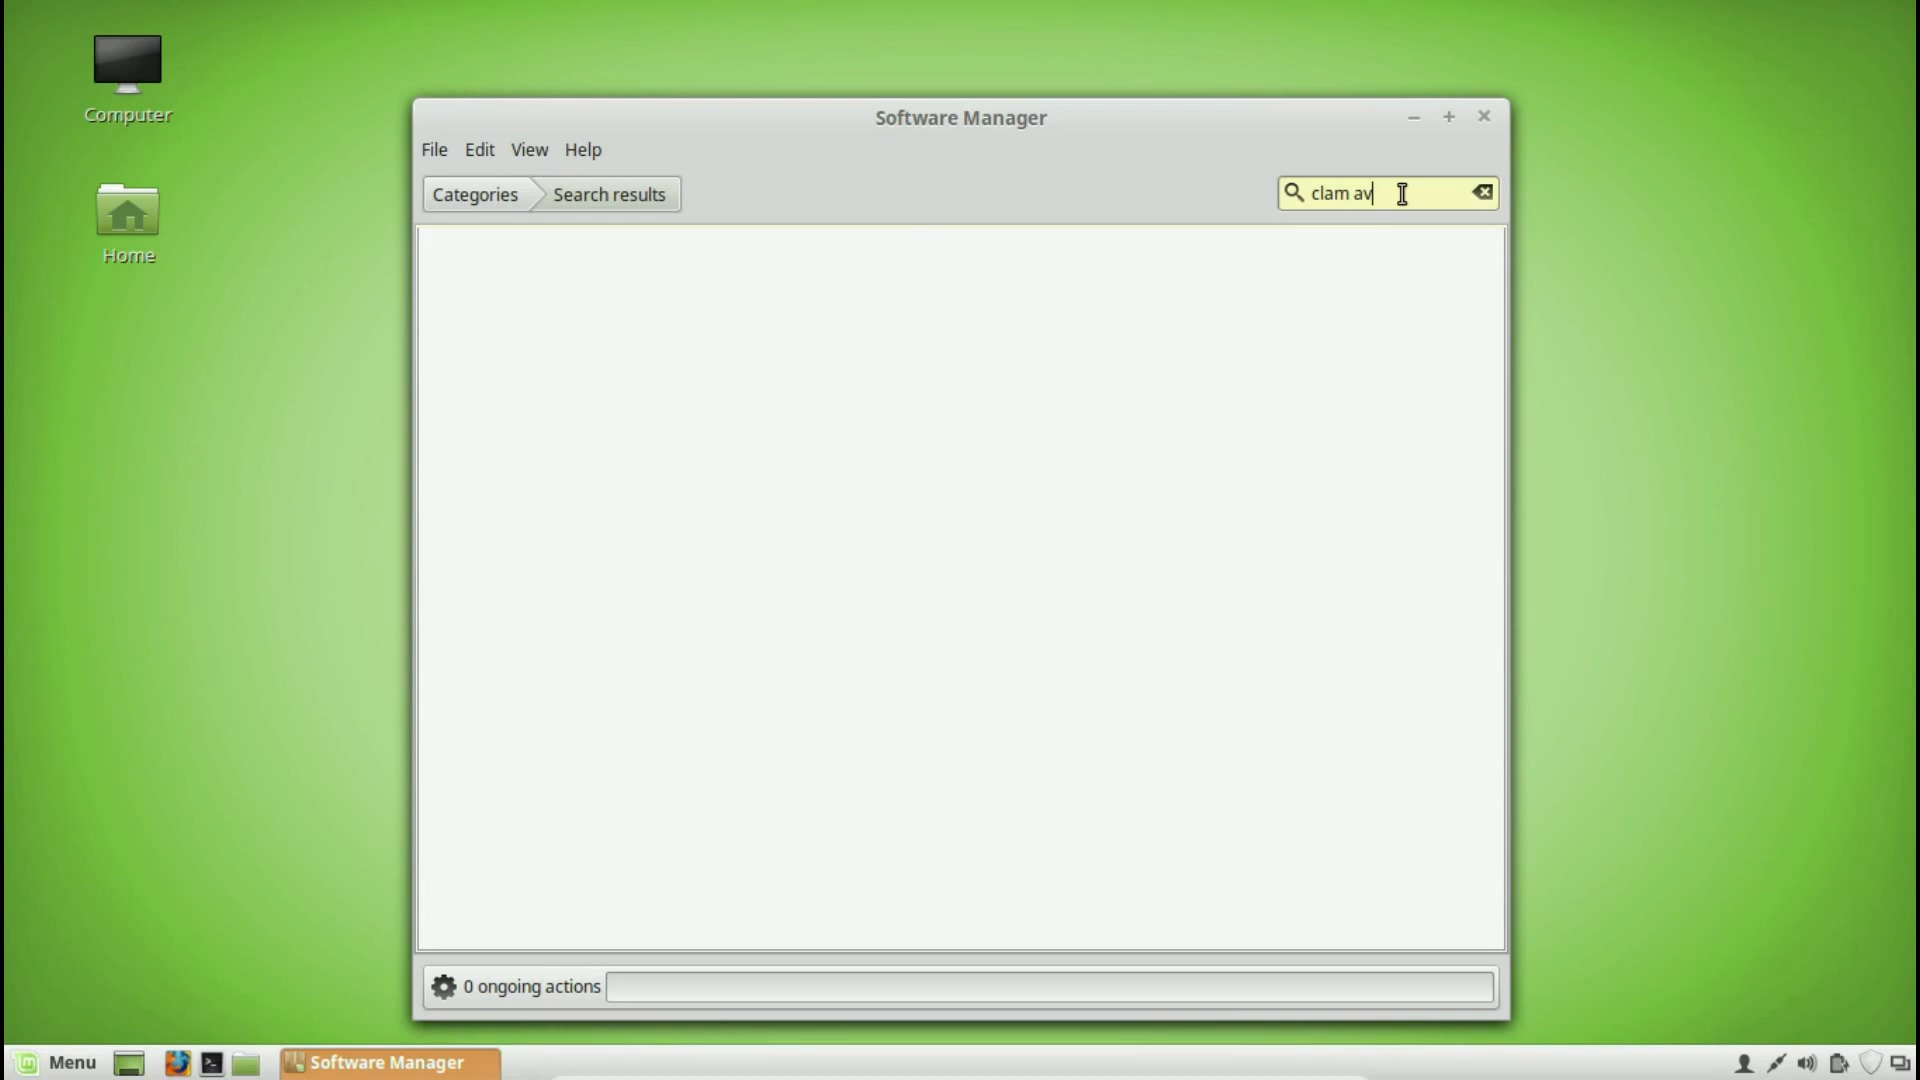 Computer
Home
Software Manager
File Edit View Help
Categories Search results clam av
0 ongoing actions
Menu Software Manager